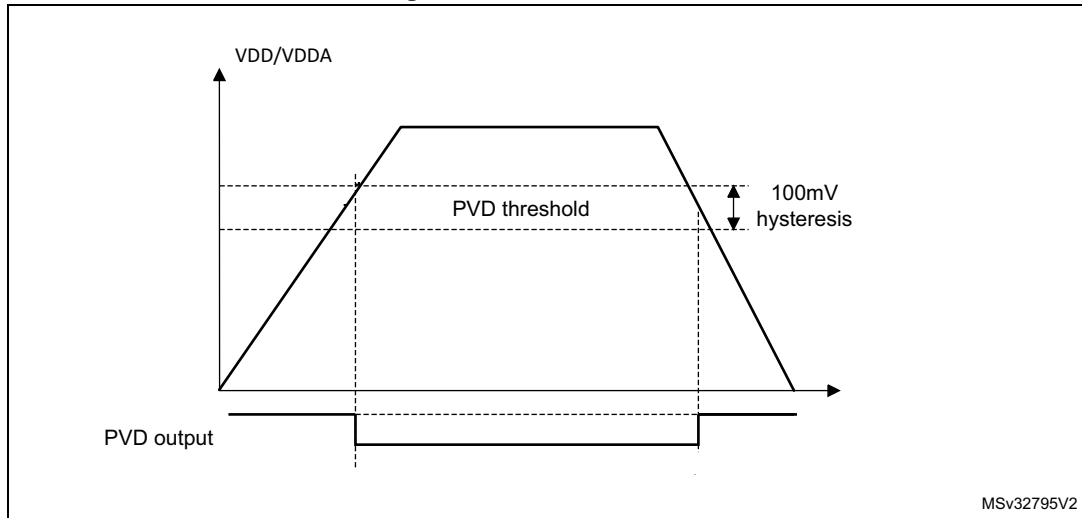 VDD/VDDA
PVD threshold
100mV
hysteresis
PVD output
MSv32795V2